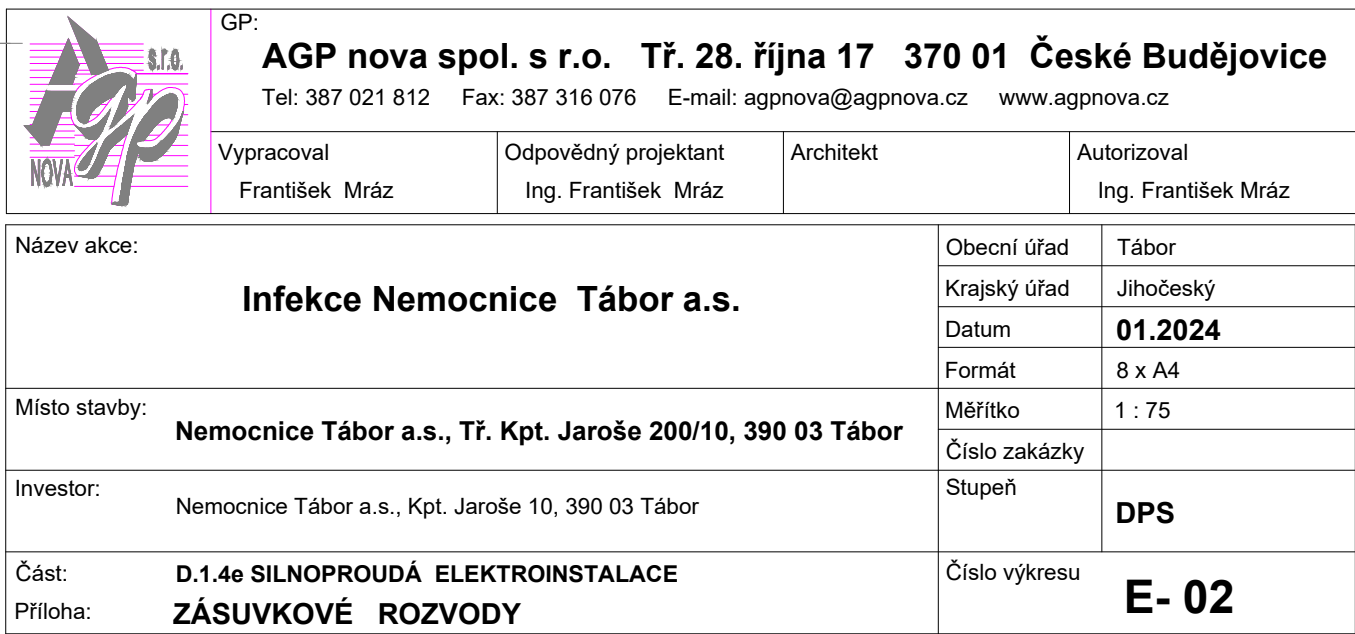 s.r.o.
Agp
NOVA
GP:
AGP nova spol. s r.o. Tř. 28. října 17 370 01 České Budějovice
Tel: 387 021 812 Fax: 387 316 076 E-mail: agpnova@agpnova.cz www.agpnova.cz
Vypracoval Odpovědný projektant Architekt Autorizoval
František Mráz Ing. František Mráz Ing. František Mráz
Název akce:
Infekce Nemocnice Tábor a.s.
Obecní úřad Tábor
Krajský úřad Jihočeský
Datum 01.2024
Formát 8 x A4
Místo stavby:
Nemocnice Tábor a.s., Tř. Kpt. Jaroše 200/10, 390 03 Tábor
Měřítko 1 : 75
Číslo zakázky
Investor:
Nemocnice Tábor a.s., Kpt. Jaroše 10, 390 03 Tábor
Stupeň
DPS
Část: D.1.4e SILNOPROUDÁ ELEKTROINSTALACE
Příloha: ZÁSUVKOVÉ ROZVODY
Číslo výkresu
E- 02